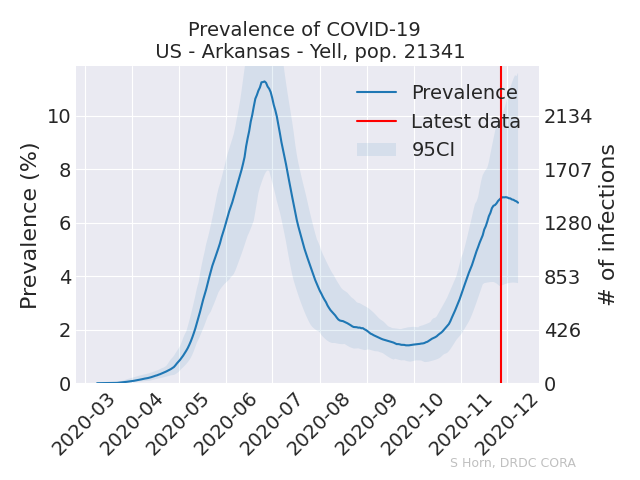 Prevalence of COVID-19
US - Arkansas - Yell, pop. 21341
Prevalence
Latest data
95CI
Prevalence (%)
10
8
6
4
2
0
2134
1707
1280
853
426
0
# of infections
2020-03
2020-04
2020-05
2020-06
2020-07
2020-08
2020-09
2020-10
2020-11
2020-12
S Horn, DRDC CORA